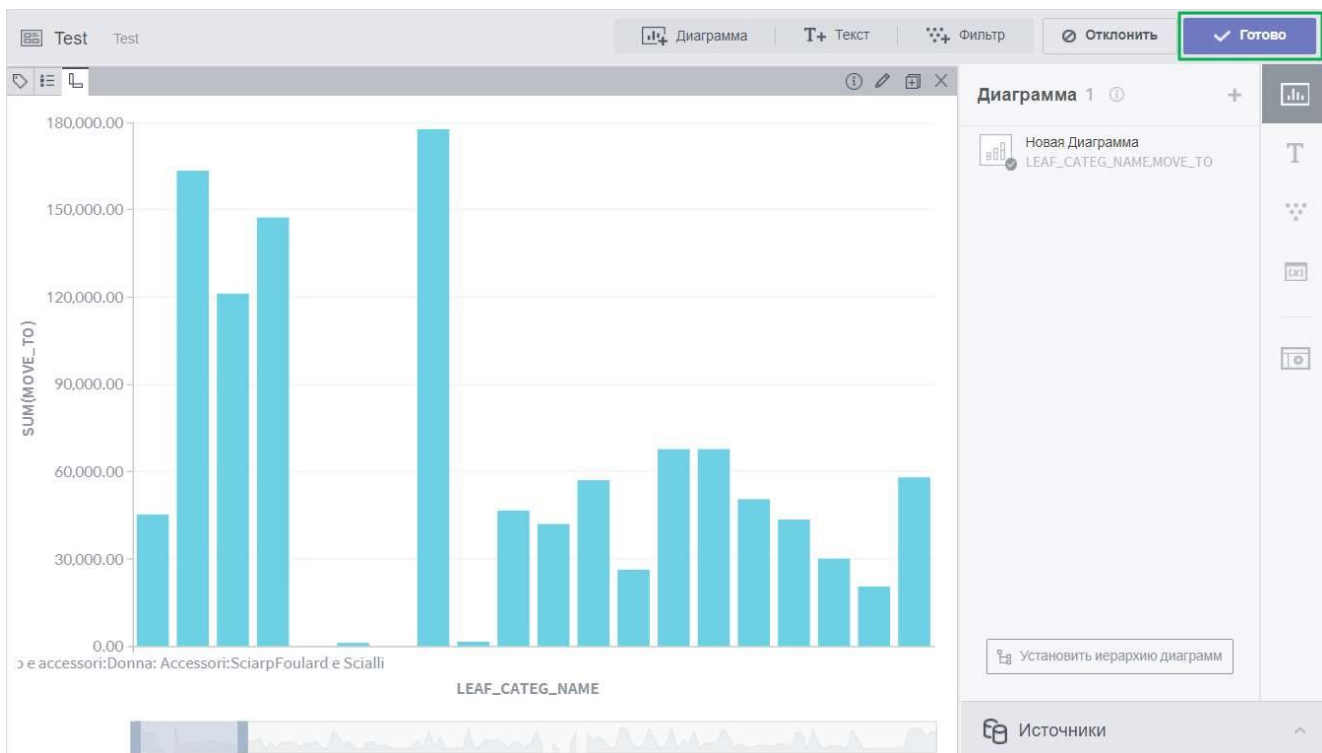 Test Test
Диаграмма
T+ Текст
Фильтр
Отклонить
Готово
Диаграмма 1
Новая Диаграмма
LEAF_CATEG_NAME,MOVE_TO
T
(x)
180,000.00
150,000.00
120,000.00
90,000.00
60,000.00
30,000.00
0.00
SUM(MOVE_TO)
e accessori:Donna: Accessori:SciarpFoulard e Scialli
LEAF_CATEG_NAME
Установить иерархию диаграмм
Источники